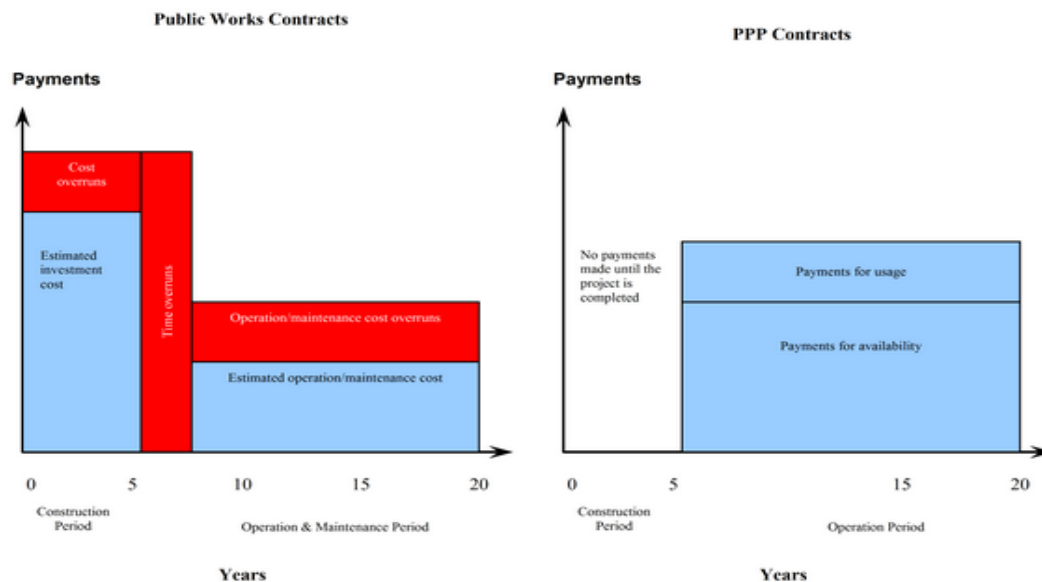 Public Works Contracts
Payments
Cost
overruns
Estimated
investment
cost
Time overruns
Operation/maintenance cost overruns
Estimated operation/maintenance cost
0 5 10 15 20
Construction
Period
Operation & Maintenance Period
Years
PPP Contracts
Payments
No payments
made until the
project is
completed
Payments for usage
Payments for availability
0 5 15 20
Construction
Period
Operation Period
Years